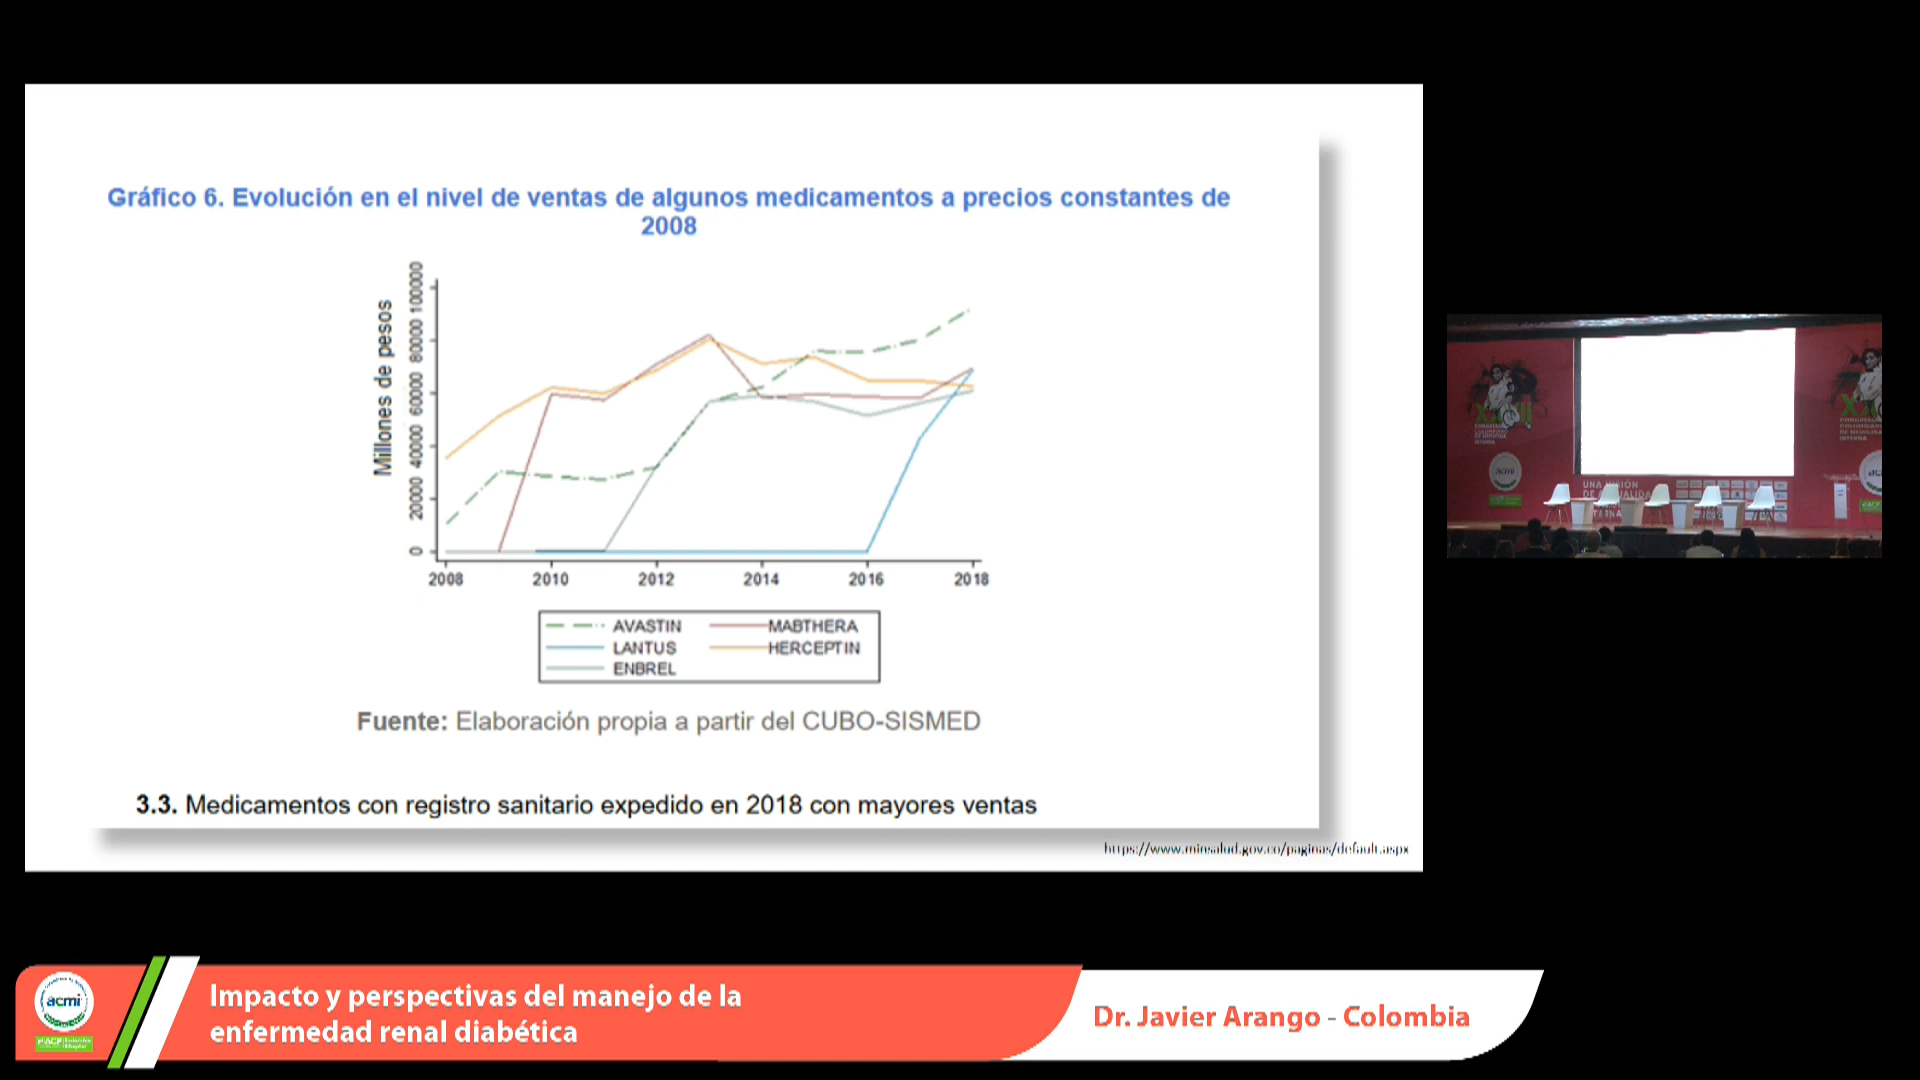 Gráfico 6. Evolución en el nivel de ventas de algunos medicamentos a precios constantes de
2008
Millones de pesos
100000
80000
60000
40000
20000
0
2008 2010 2012 2014 2016 2018
AVASTIN MABTHERA
LANTUS HERCEPTIN
ENBREL
Fuente: Elaboración propia a partir del CUBO-SISMED
3.3. Medicamentos con registro sanitario expedido en 2018 con mayores ventas
https://www.minsalud.gov.co/paginas/default.aspx
acmi
UNA VISIÓN
acmi
Impacto y perspectivas del manejo de la
enfermedad renal diabética
Dr. Javier Arango - Colombia